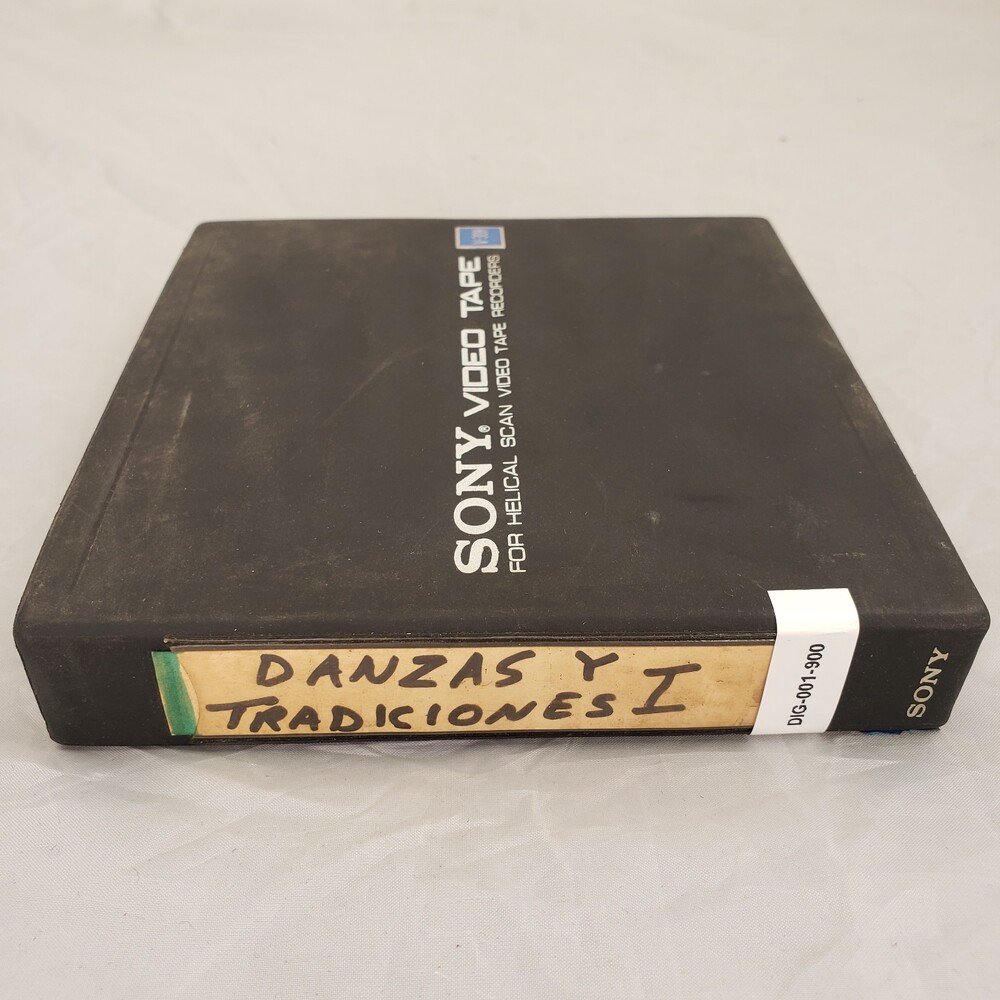 SONY® VIDEO TAPE
FOR HELICAL SCAN VIDEO TAPE RECORDERS
DANZAS Y
TRADICIONES I
DIG-001-900
SONY